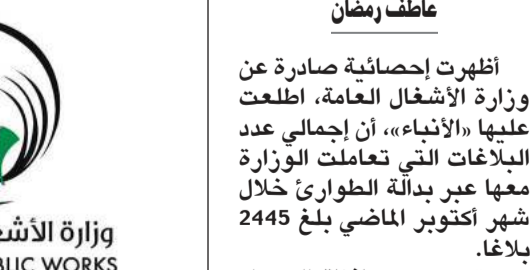 عاطف رمضان
أظهرت إحصائية صادرة عن
وزارة الأشغال العامة، اطلعت
عليها «الأنباء»، أن إجمالي عدد
البلاغات التي تعاملت الوزارة
معها عبر بدالة الطوارئ خلال
شهر أكتوبر الماضي بلغ 2445
بلاغا.
وزارة الأش
BLIC WORKS